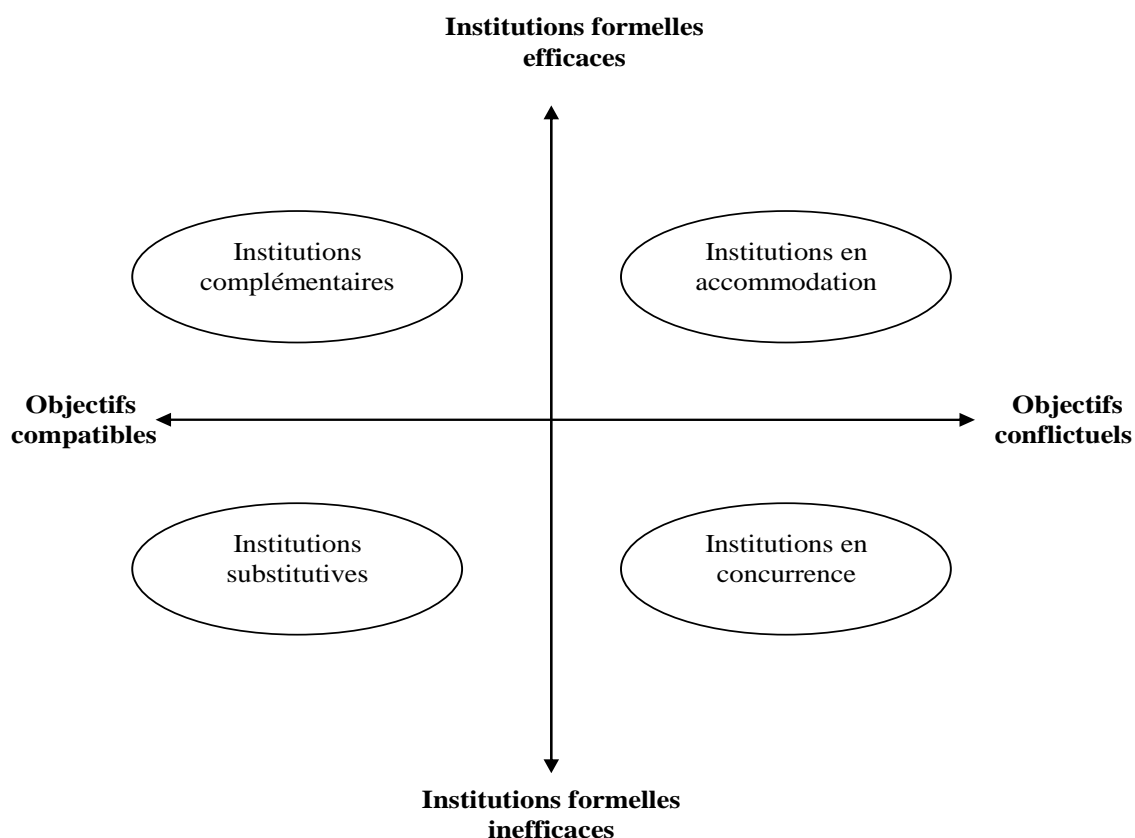 Institutions formelles
efficaces
Institutions
complémentaires
Institutions en
accommodation
Objectifs
compatibles
Objectifs
conflictuels
Institutions
substitutives
Institutions en
concurrence
Institutions formelles
inefficaces